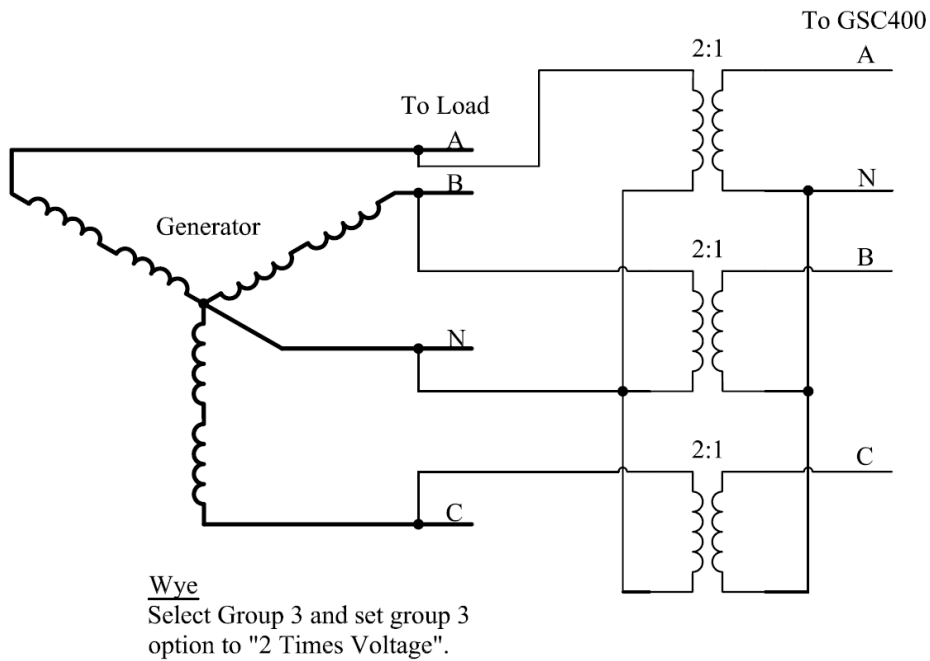 To GSC400
2:1
A
To Load
A
N
B
Generator
2:1
B
N
2:1
C
C
Wye
Select Group 3 and set group 3
option to "2 Times Voltage".